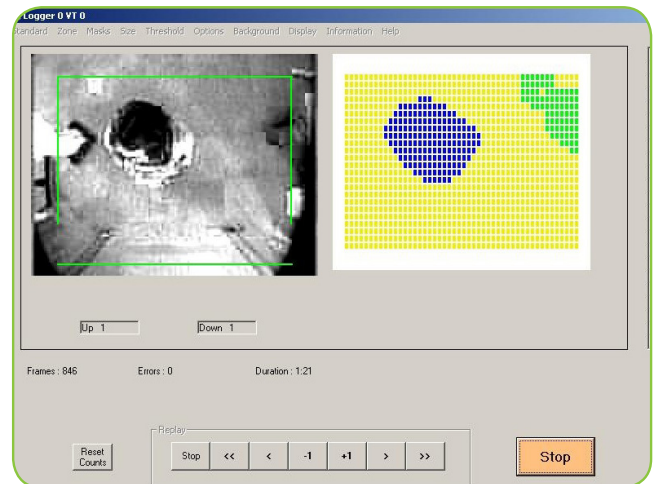 Logger 0 VT 0
Standard Zone Masks Size Threshold Options Background Display Information Help
Up 1 Down 1
Frames : 846 Errors : 0 Duration : 1:21
Replay
Reset
Counts
Stop << < -1 +1 > >>
Stop